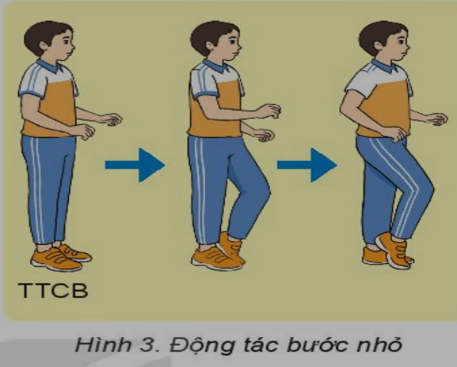 TTCB
Hình 3. Động tác bước nhỏ